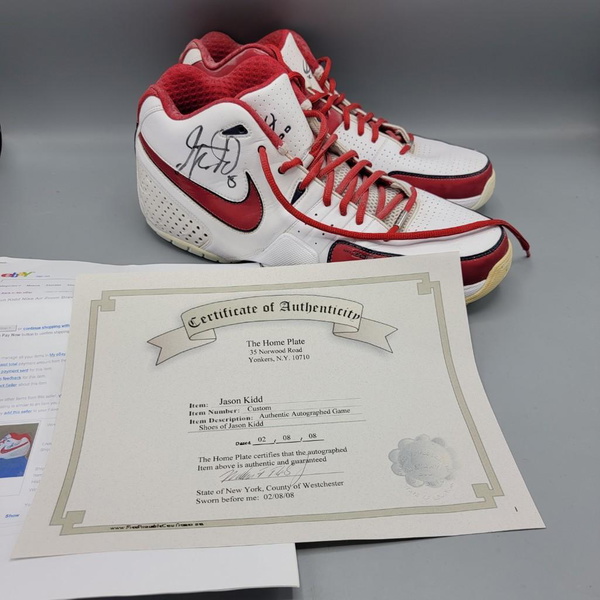 ebay
Certificate of Authenticity
The Home Plate
35 Norwood Road
Yonkers, N.Y. 10710
Item: Jason Kidd
Item Number: Custom
Item Description: Authentic Autographed Game
Shoes of Jason Kidd
Dated 02 / 08 / 08
The Home Plate certifies that the autographed
Item above is authentic and guaranteed
State of New York, County of Westchester
Sworn before me: 02/08/08